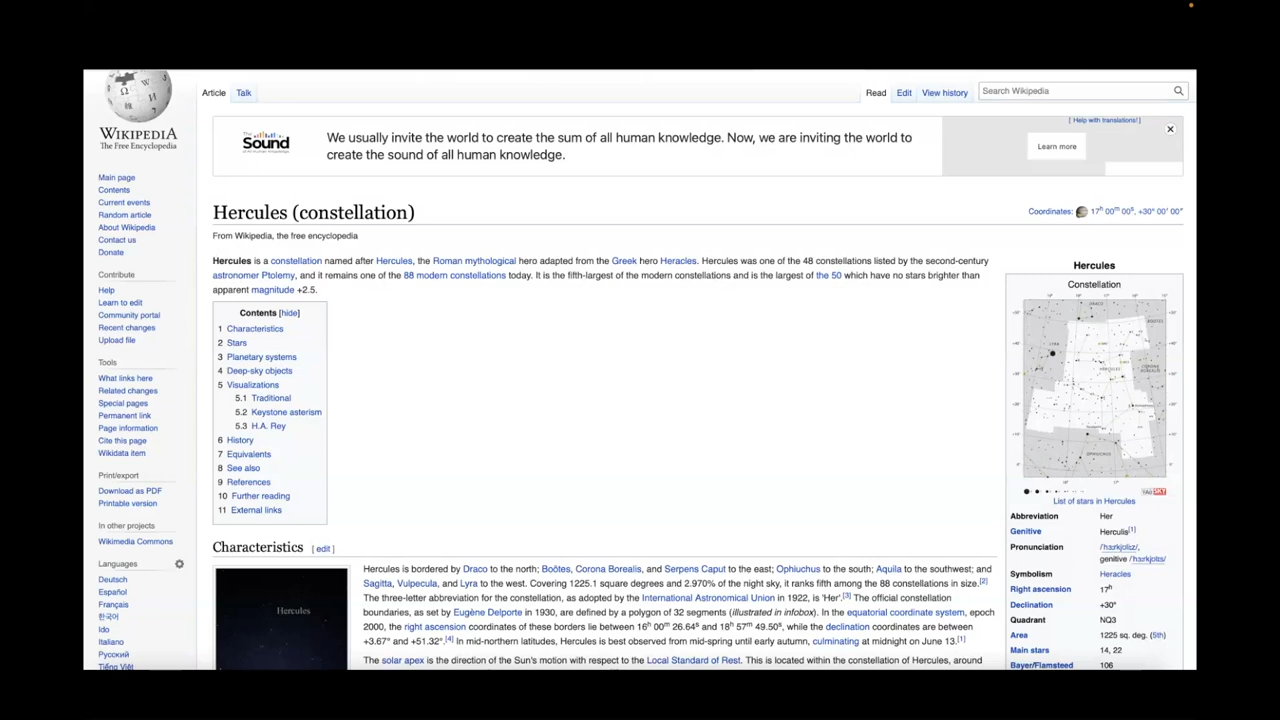 Article Talk Read Edit View history Search Wikipedia
WIKIPEDIA
The Free Encyclopedia
Main page
Contents
Current events
Random article
About Wikipedia
Contact us
Donate
Contribute
Help
Learn to edit
Community portal
Recent changes
Upload file
Tools
What links here
Related changes
Special pages
Permanent link
Page information
Cite this page
Wikidata item
Print/export
Download as PDF
Printable version
In other projects
Wikimedia Commons
Languages
Deutsch
Español
Français
한국어
Ido
Italiano
Русский
Tiếng Việt
The Sound
We usually invite the world to create the sum of all human knowledge. Now, we are inviting the world to
create the sound of all human knowledge.
[ Help with translations! ]
Learn more
Hercules (constellation)
Coordinates: 17h 00m 00s, +30° 00′ 00″
From Wikipedia, the free encyclopedia
Hercules is a constellation named after Hercules, the Roman mythological hero adapted from the Greek hero Heracles. Hercules was one of the 48 constellations listed by the second-century
astronomer Ptolemy, and it remains one of the 88 modern constellations today. It is the fifth-largest of the modern constellations and is the largest of the 50 which have no stars brighter than
apparent magnitude +2.5.
Contents [hide]
1 Characteristics
2 Stars
3 Planetary systems
4 Deep-sky objects
5 Visualizations
5.1 Traditional
5.2 Keystone asterism
5.3 H.A. Rey
6 History
7 Equivalents
8 See also
9 References
10 Further reading
11 External links
Characteristics [ edit ]
Hercules
Hercules is bordered by Draco to the north; Boötes, Corona Borealis, and Serpens Caput to the east; Ophiuchus to the south; Aquila to the southwest; and
Sagitta, Vulpecula, and Lyra to the west. Covering 1225.1 square degrees and 2.970% of the night sky, it ranks fifth among the 88 constellations in size.[2]
The three-letter abbreviation for the constellation, as adopted by the International Astronomical Union in 1922, is 'Her'.[3] The official constellation
boundaries, as set by Eugène Delporte in 1930, are defined by a polygon of 32 segments (illustrated in infobox). In the equatorial coordinate system, epoch
2000, the right ascension coordinates of these borders lie between 16h 00m 26.64s and 18h 57m 49.50s, while the declination coordinates are between
+3.67° and +51.32°.[4] In mid-northern latitudes, Hercules is best observed from mid-spring until early autumn, culminating at midnight on June 13.[1]
The solar apex is the direction of the Sun's motion with respect to the Local Standard of Rest. This is located within the constellation of Hercules, around
Hercules
Constellation
DRACO
BOOTES
LYRA
HERCULES
CORONA BOREALIS
OPHIUCHUS
List of stars in Hercules
Abbreviation Her
Genitive Herculis[1]
Pronunciation /ˈhɜːrkjʊliːz/,
genitive /ˈhɜːrkjʊlɪs/
Symbolism Heracles
Right ascension 17h
Declination +30°
Quadrant NQ3
Area 1225 sq. deg. (5th)
Main stars 14, 22
Bayer/Flamsteed 106